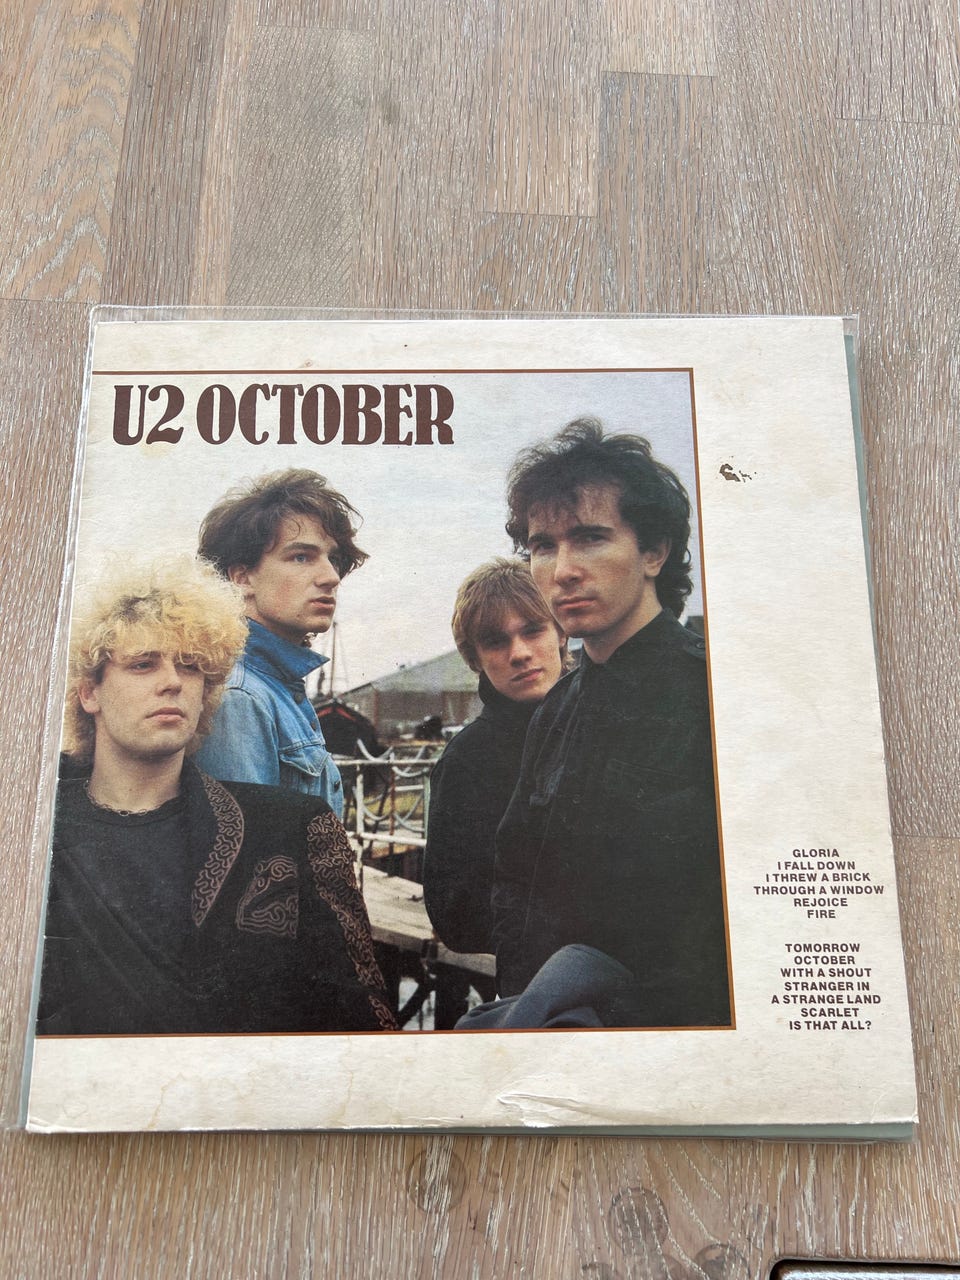 U2 OCTOBER
GLORIA
I FALL DOWN
I THREW A BRICK
THROUGH A WINDOW
REJOICE
FIRE
TOMORROW
OCTOBER
WITH A SHOUT
STRANGER IN
A STRANGE LAND
SCARLET
IS THAT ALL?